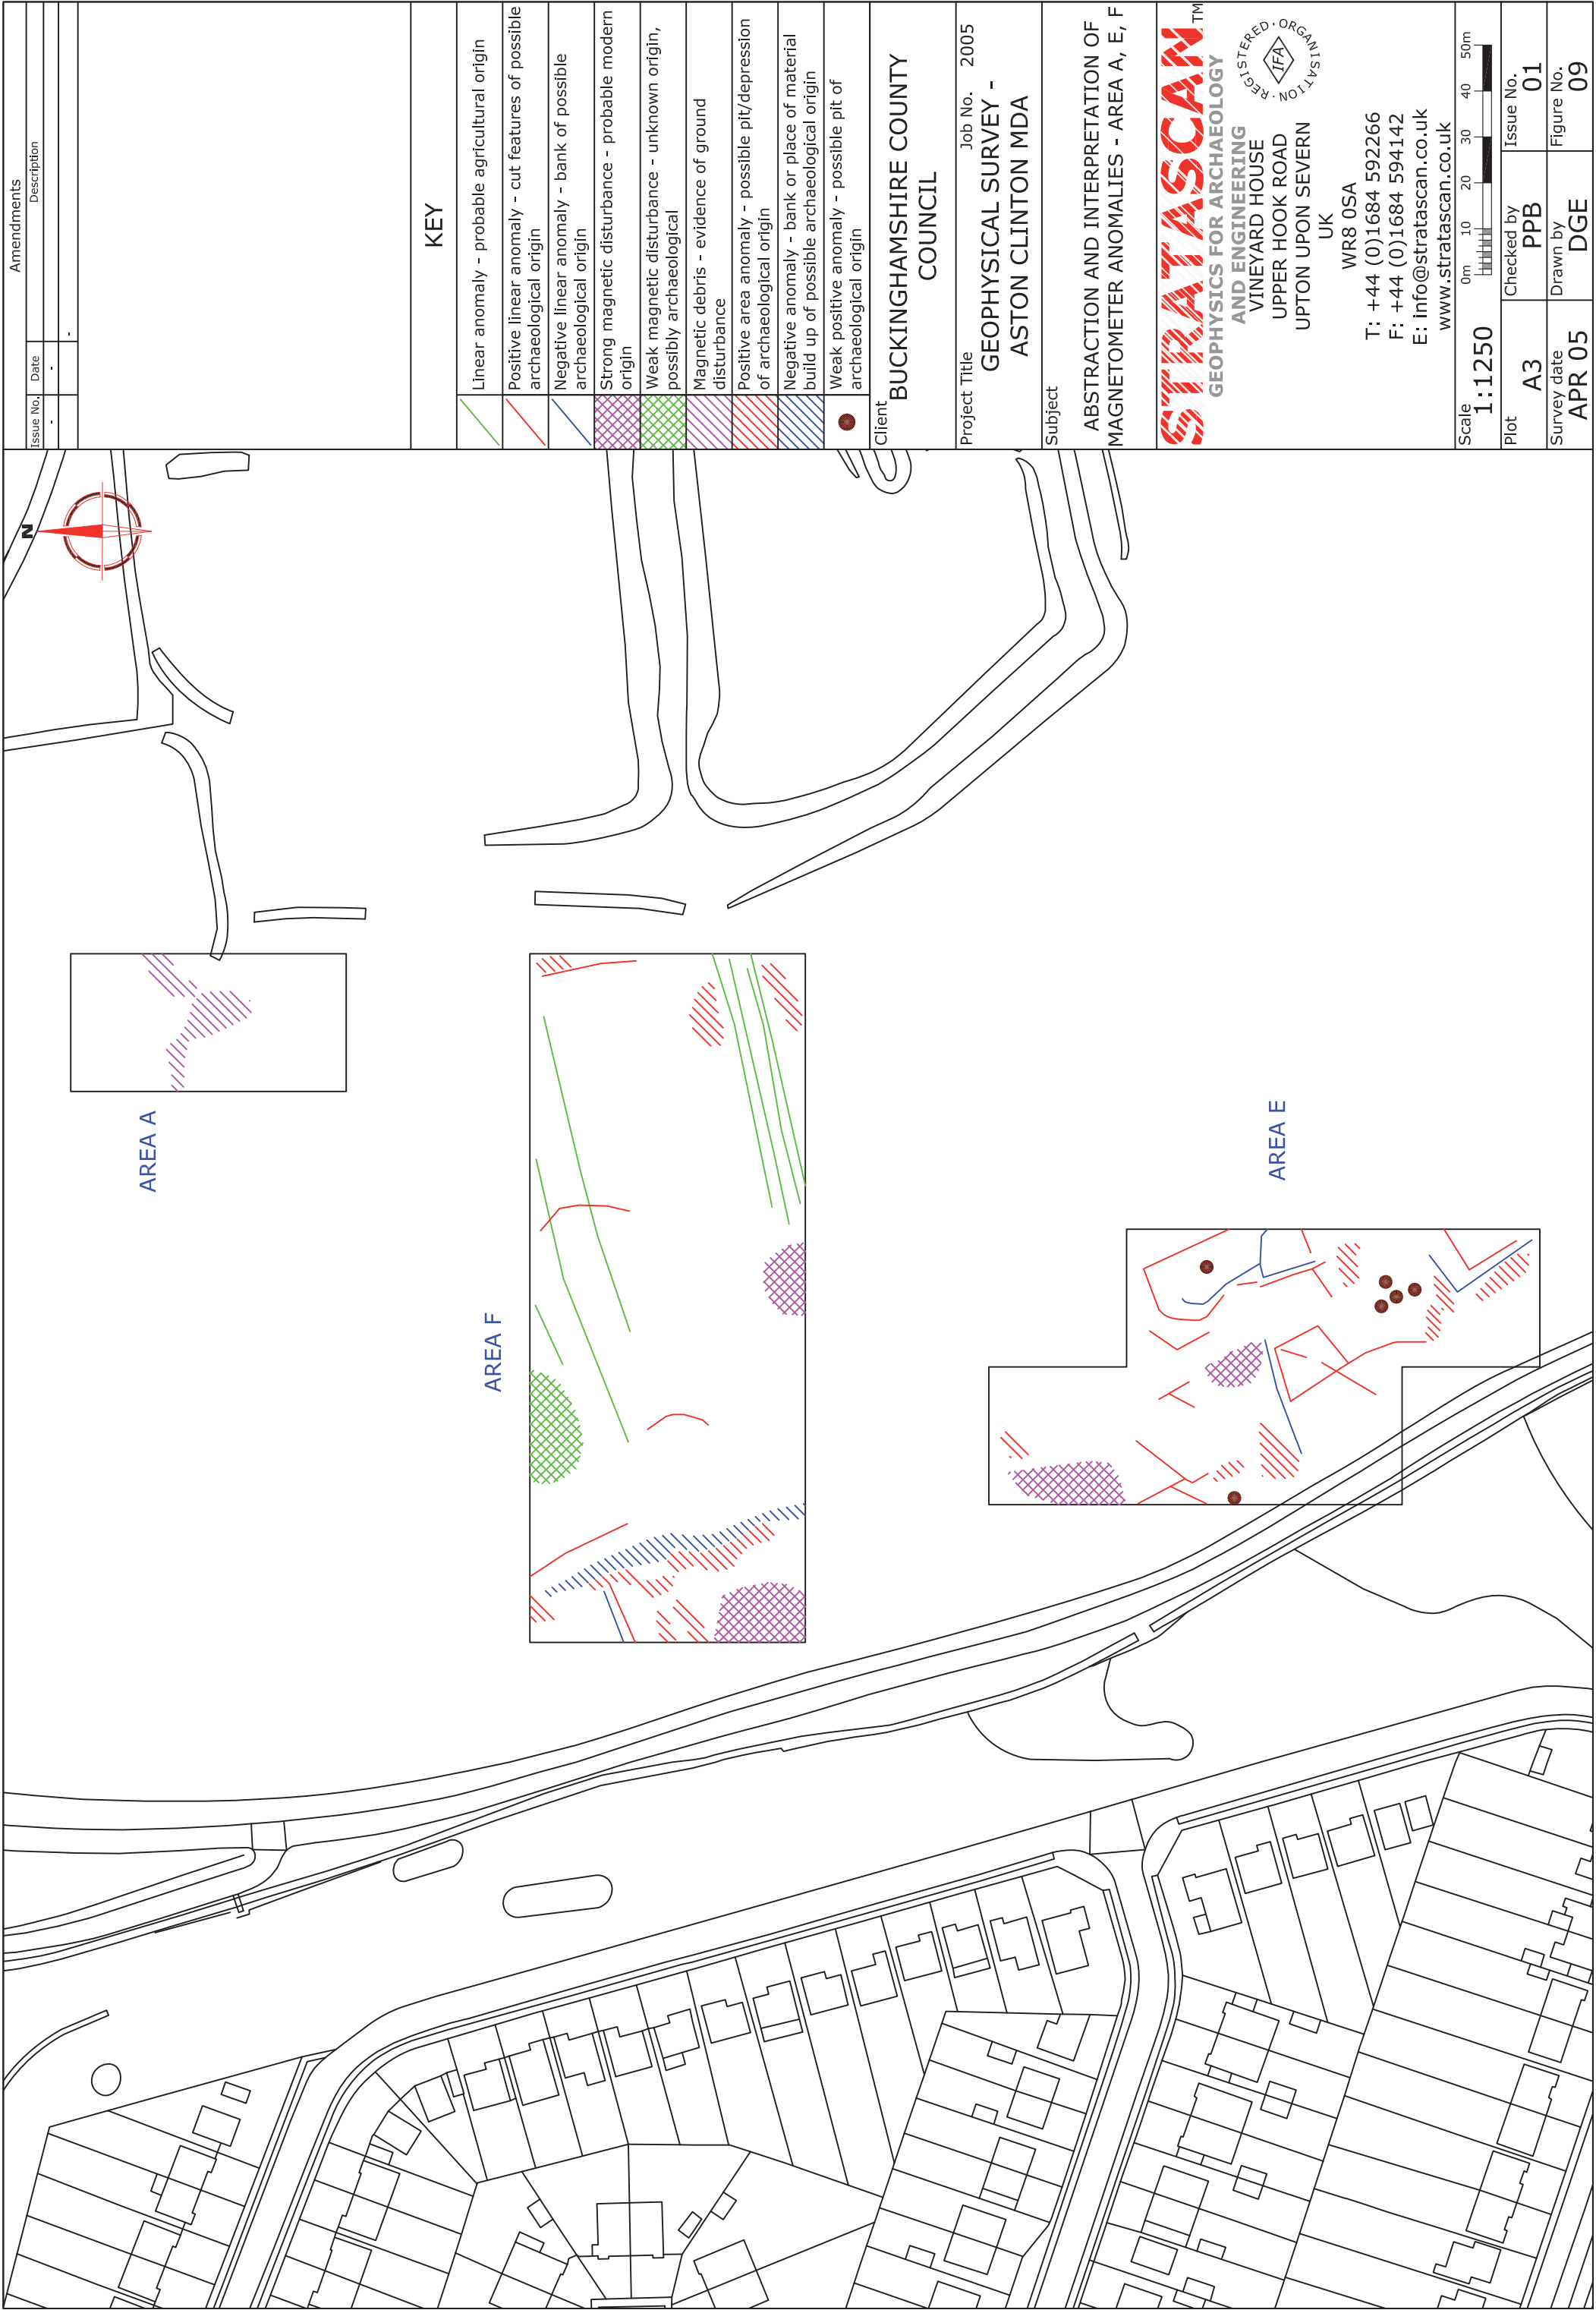 Amendments
Issue No.
Date
Description
-
-
-
KEY
Linear anomaly - probable agricultural origin
Positive linear anomaly - cut features of possible
archaeological origin
Negative linear anomaly - bank of possible
archaeological origin
Strong magnetic disturbance - probable modern
origin
Weak magnetic disturbance - unknown origin,
possibly archaeological
Magnetic debris - evidence of ground
disturbance
Positive area anomaly - possible pit/depression
of archaeological origin
Negative anomaly - bank or place of material
build up of possible archaeological origin
Weak positive anomaly - possible pit of
archaeological origin
Client
BUCKINGHAMSHIRE COUNTY
COUNCIL
Project Title
Job No. 2005
GEOPHYSICAL SURVEY -
ASTON CLINTON MDA
Subject
ABSTRACTION AND INTERPRETATION OF
MAGNETOMETER ANOMALIES - AREA A, E, F
STRATASCAN™
GEOPHYSICS FOR ARCHAEOLOGY
AND ENGINEERING
REGISTERED · ORGANISATION ·
IFA
VINEYARD HOUSE
UPPER HOOK ROAD
UPTON UPON SEVERN
UK
WR8 0SA
T: +44 (0)1684 592266
F: +44 (0)1684 594142
E: info@stratascan.co.uk
www.stratascan.co.uk
Scale
1:1250
0m 10 20 30 40 50m
Plot
A3
Checked by
PPB
Issue No.
01
Survey date
APR 05
Drawn by
DGE
Figure No.
09
N
AREA A
AREA F
AREA E